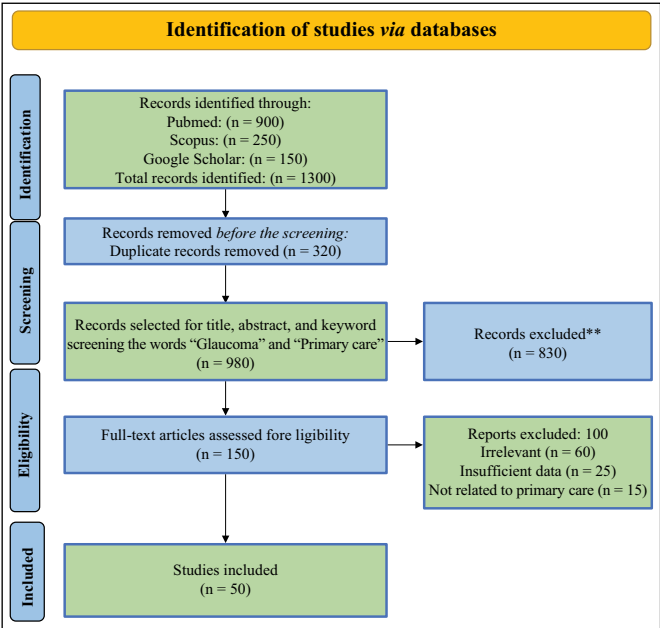 Identification of studies via databases
Identification
Records identified through:
Pubmed: (n = 900)
Scopus: (n = 250)
Google Scholar: (n = 150)
Total records identified: (n = 1300)
Screening
Records removed before the screening:
Duplicate records removed (n = 320)
Records selected for title, abstract, and keyword
screening the words “Glaucoma” and “Primary care”
(n = 980)
Records excluded**
(n = 830)
Eligibility
Full-text articles assessed fore ligibility
(n = 150)
Reports excluded: 100
Irrelevant (n = 60)
Insufficient data (n = 25)
Not related to primary care (n = 15)
Included
Studies included
(n = 50)